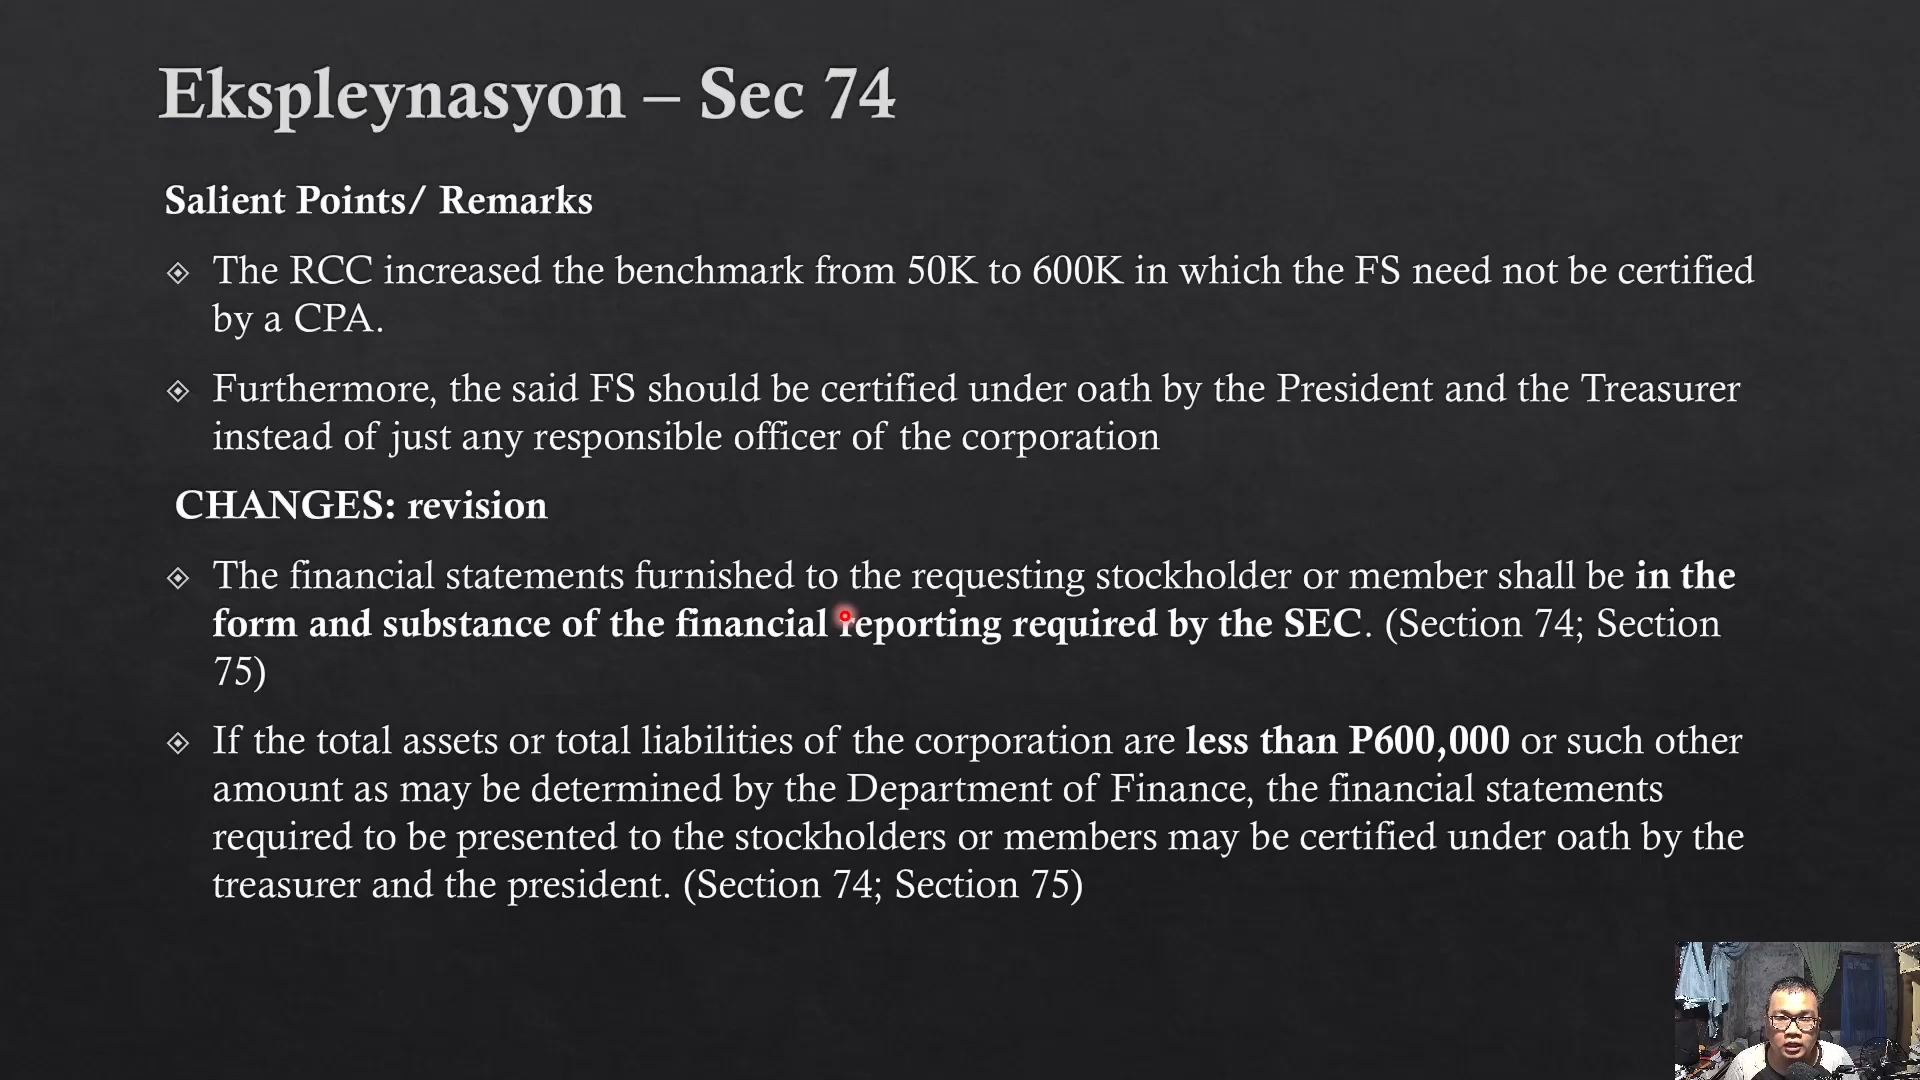 Ekspleynasyon – Sec 74
Salient Points/ Remarks
The RCC increased the benchmark from 50K to 600K in which the FS need not be certified
by a CPA.
Furthermore, the said FS should be certified under oath by the President and the Treasurer
instead of just any responsible officer of the corporation
CHANGES: revision
The financial statements furnished to the requesting stockholder or member shall be in the
form and substance of the financial reporting required by the SEC. (Section 74; Section
75)
If the total assets or total liabilities of the corporation are less than P600,000 or such other
amount as may be determined by the Department of Finance, the financial statements
required to be presented to the stockholders or members may be certified under oath by the
treasurer and the president. (Section 74; Section 75)